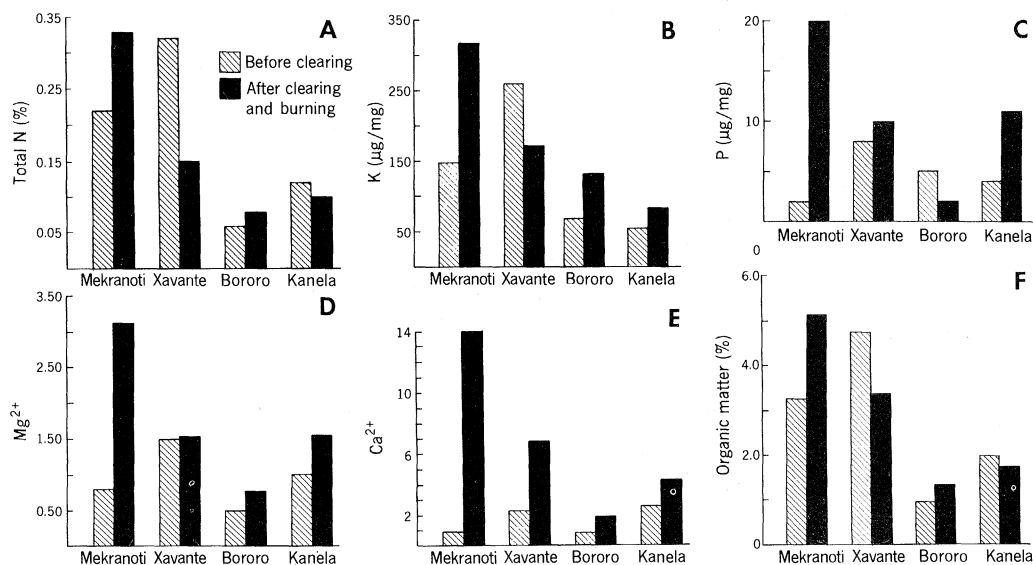 A
Total N (%)
0.35
0.25
0.15
0.05
Before clearing
After clearing
and burning
Mekranoti Xavante Bororo Kanela
B
K (µg/mg)
350
250
150
50
Mekranoti Xavante Bororo Kanela
C
P (µg/mg)
20
10
0
Mekranoti Xavante Bororo Kanela
D
Mg2+
3.50
2.50
1.50
0.50
Mekranoti Xavante Bororo Kanela
E
Ca2+
14
10
6
2
Mekranoti Xavante Bororo Kanela
F
Organic matter (%)
6.0
4.0
2.0
0
Mekranoti Xavante Bororo Kanela